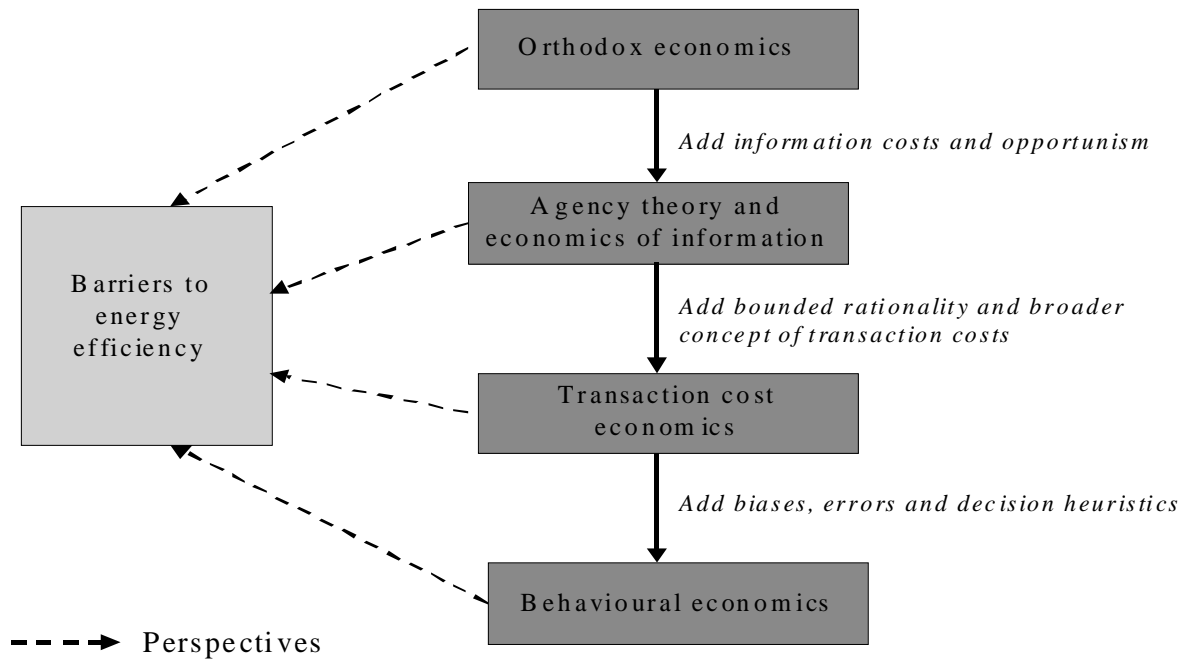 Orthodox economics
Add information costs and opportunism
Agency theory and
economics of information
Barriers to
energy
efficiency
Add bounded rationality and broader
concept of transaction costs
Transaction cost
economics
Add biases, errors and decision heuristics
Behavioural economics
Perspectives